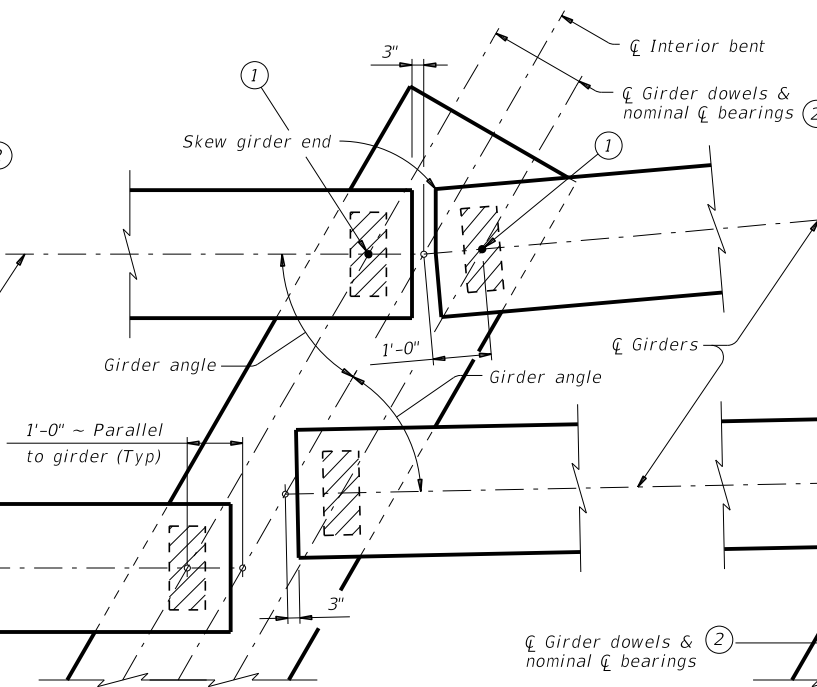 ℄ Interior bent
3"
1
℄ Girder dowels &
nominal ℄ bearings 2
Skew girder end
1
2
1'-0"
℄ Girders
Girder angle
Girder angle
1'-0" ~ Parallel
to girder (Typ)
3"
℄ Girder dowels & 2
nominal ℄ bearings